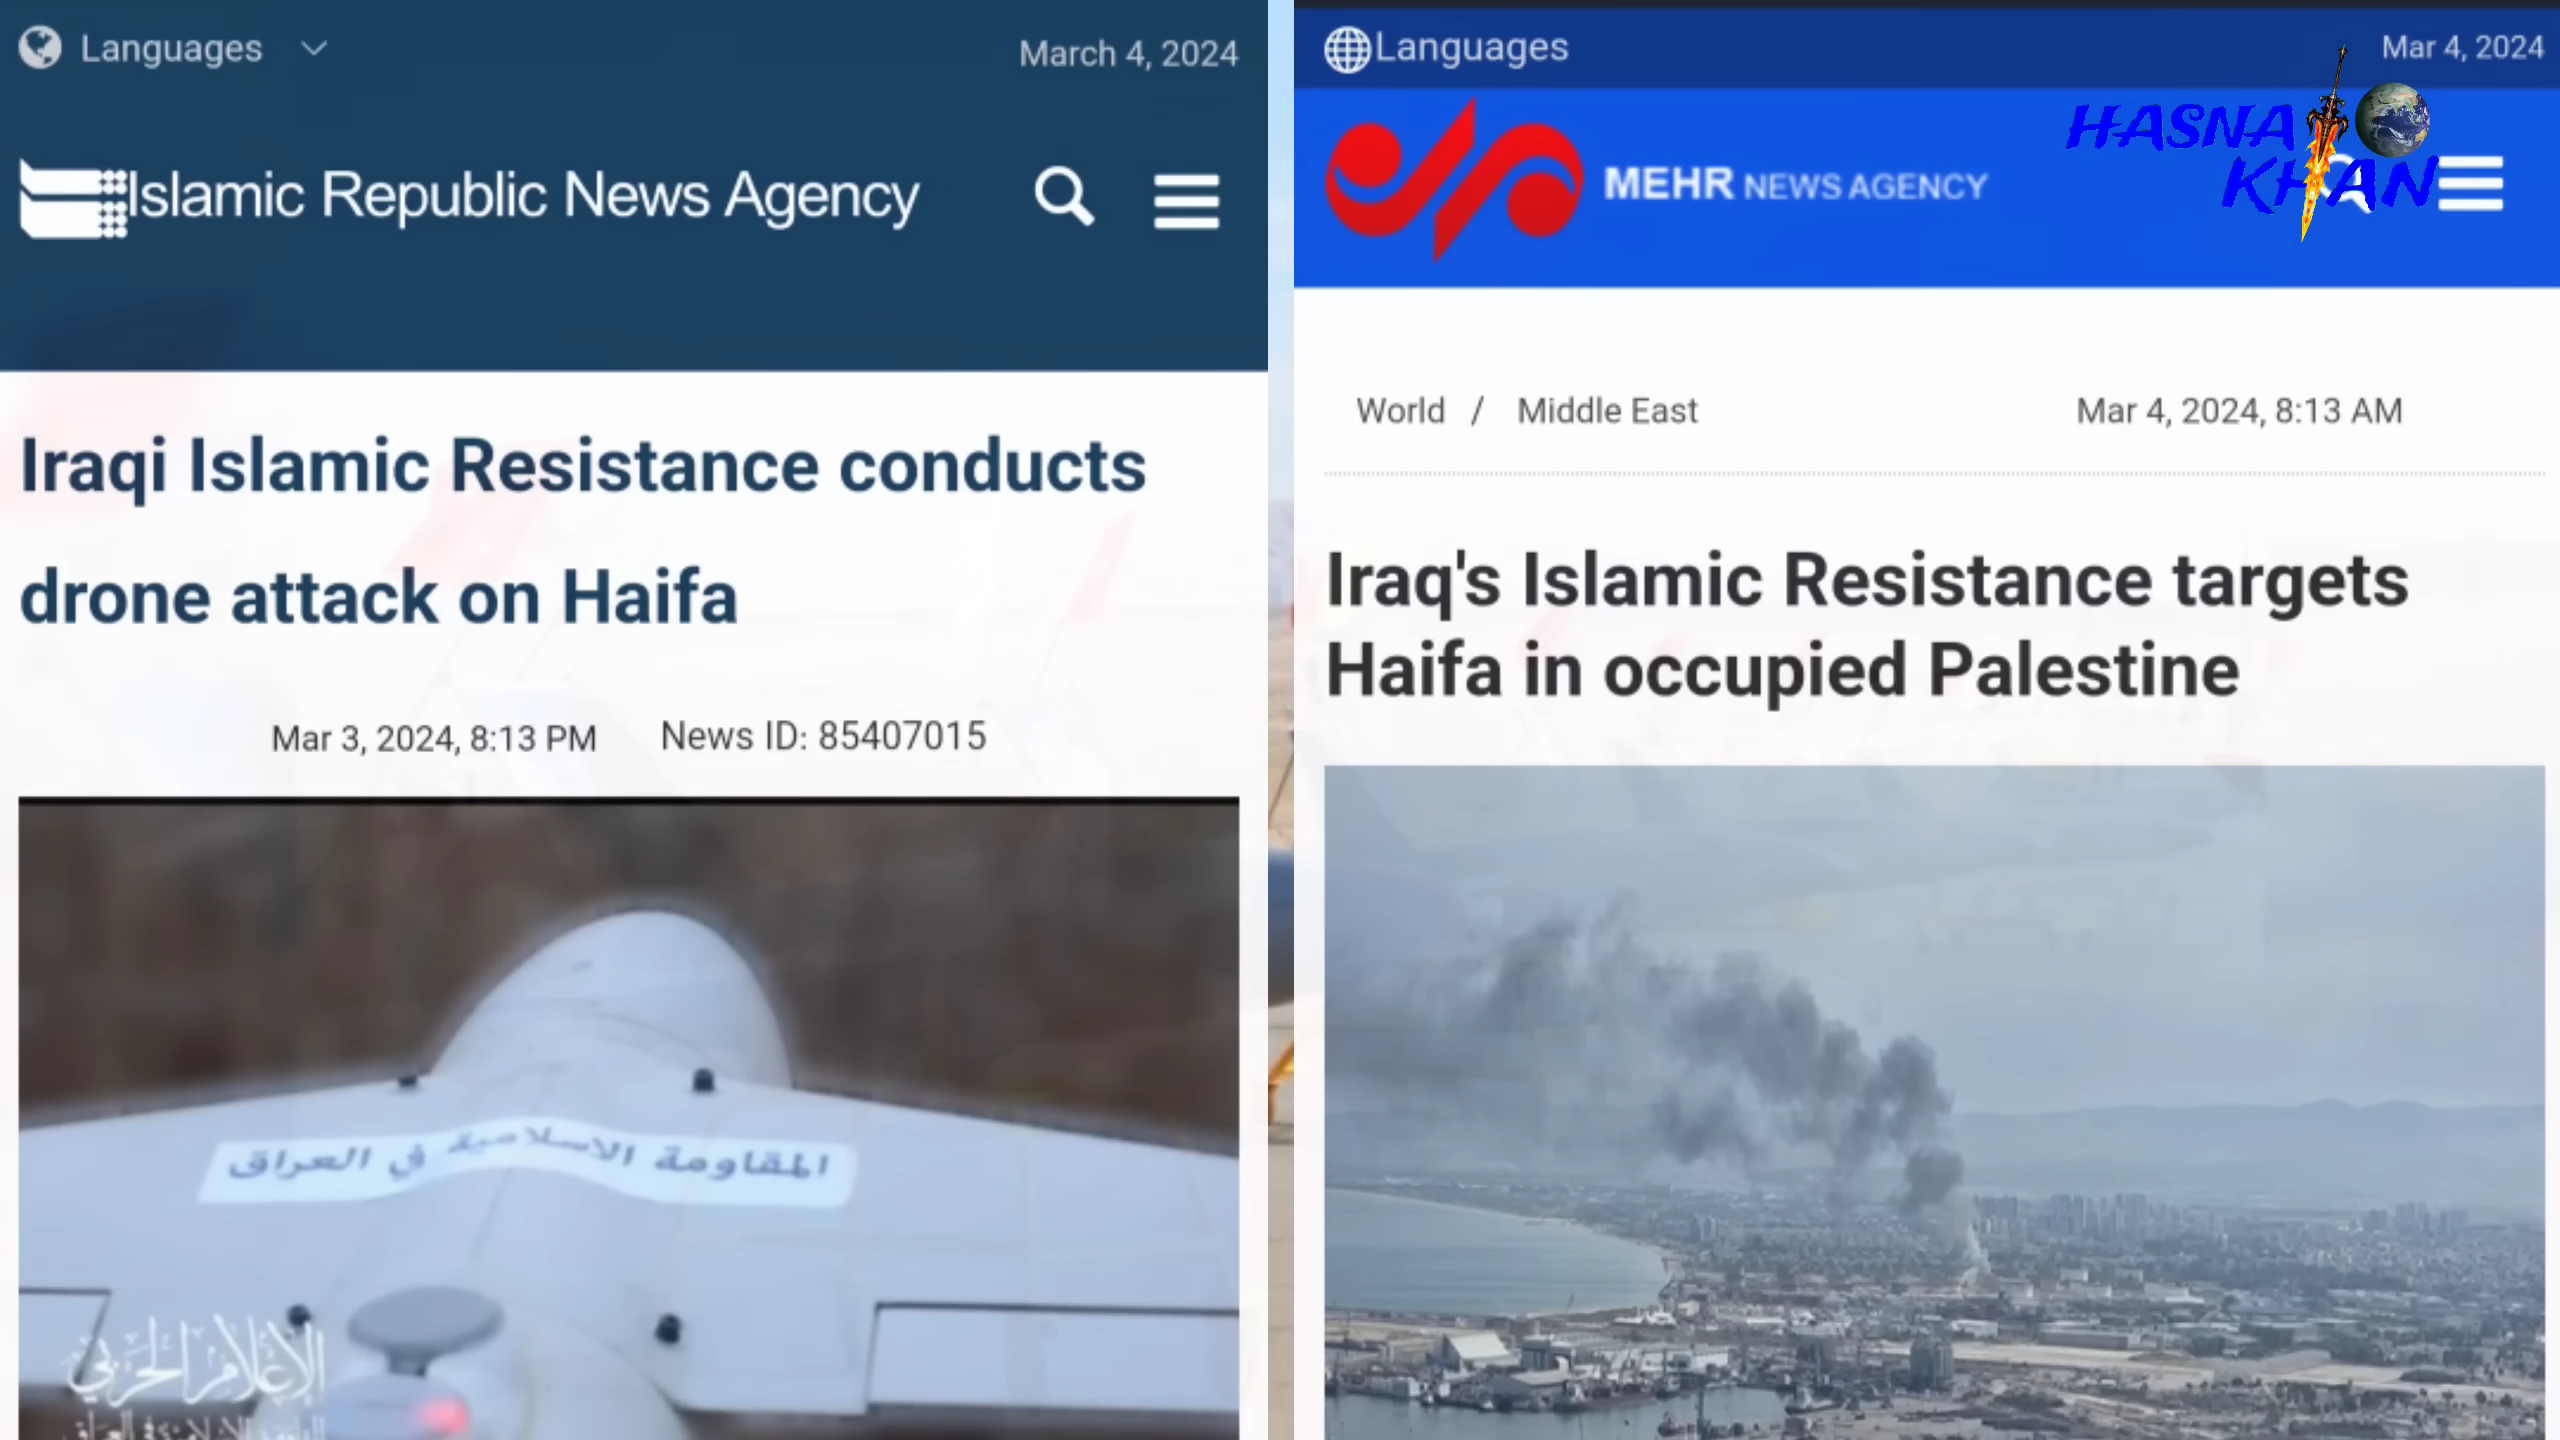 Languages
March 4, 2024
Islamic Republic News Agency
Iraqi Islamic Resistance conducts
drone attack on Haifa
Mar 3, 2024, 8:13 PM
News ID: 85407015
المقاومة الاسلامية في العراق
الإعلام الحربي
Languages
Mar 4, 2024
HASNA
KHAN
MEHR NEWS AGENCY
World / Middle East
Mar 4, 2024, 8:13 AM
Iraq's Islamic Resistance targets
Haifa in occupied Palestine